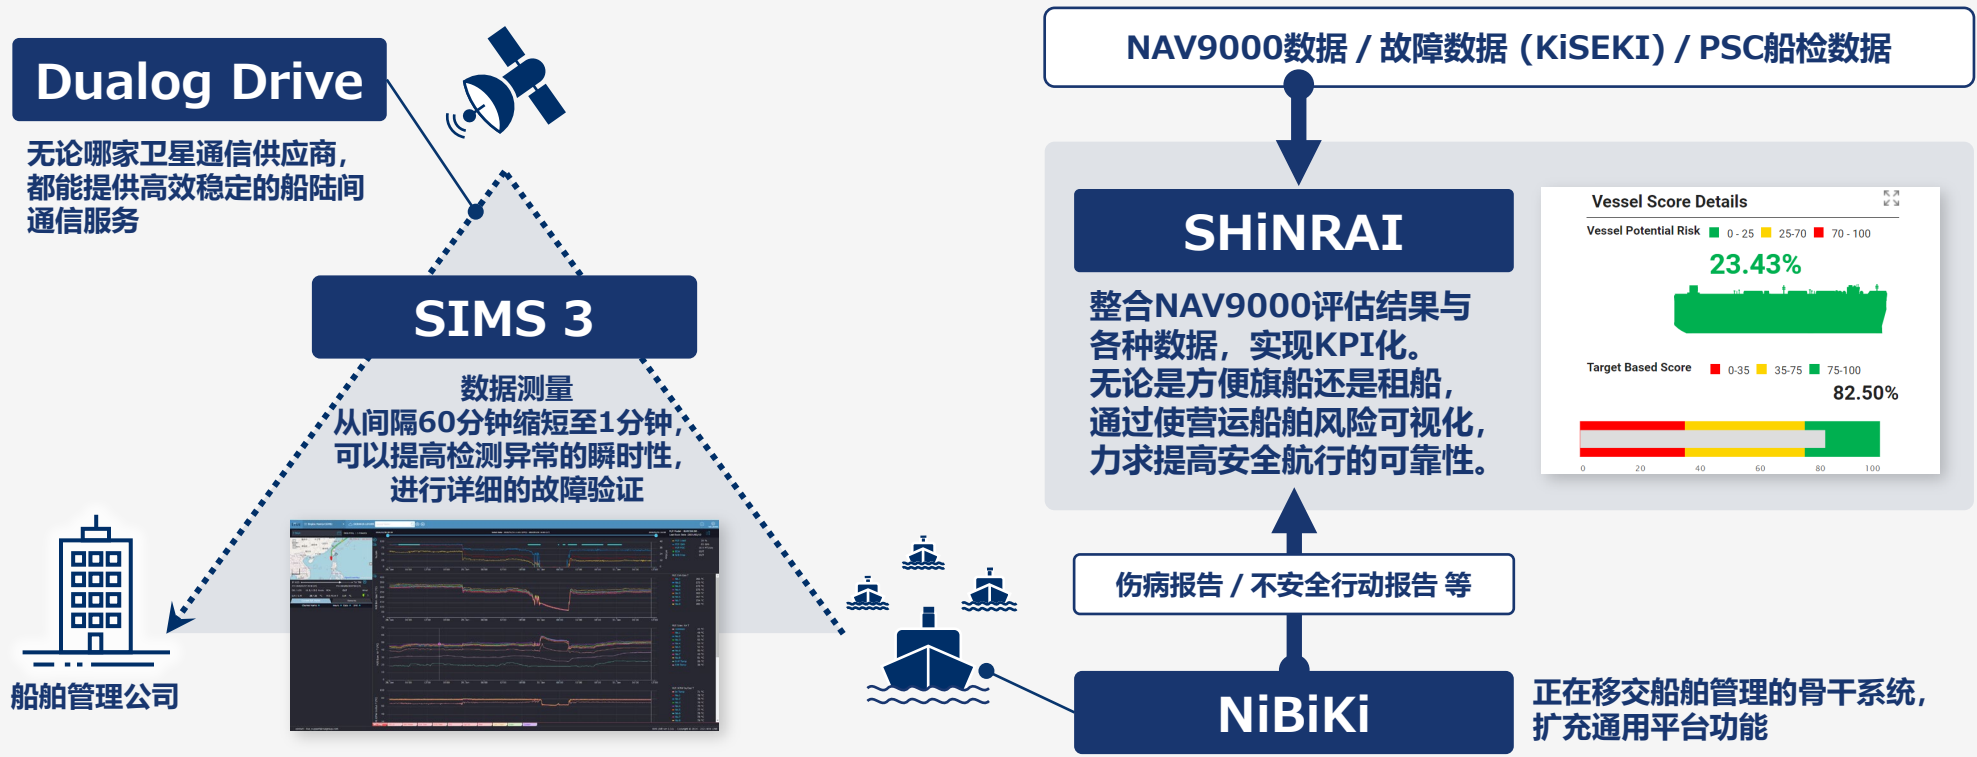 Dualog Drive
无论哪家卫星通信供应商，
都能提供高效稳定的船陆间
通信服务
SIMS 3
数据测量
从间隔60分钟缩短至1分钟，
可以提高检测异常的瞬时性，
进行详细的故障验证
船舶管理公司
NAV9000数据 / 故障数据（KiSEKI）/ PSC船检数据
SHiNRAI
整合NAV9000评估结果与
各种数据，实现KPI化。
无论是方便旗船还是租船，
通过使营运船舶风险可视化，
力求提高安全航行的可靠性。
Vessel Score Details
Vessel Potential Risk 0 - 25 25-70 70 - 100
23.43%
Target Based Score 0-35 35-75 75-100
82.50%
0 20 40 60 80 100
伤病报告 / 不安全行动报告 等
NiBiKi
正在移交船舶管理的骨干系统，
扩充通用平台功能